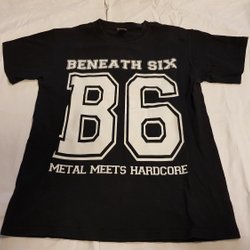 BENEATH SIX
B6
METAL MEETS HARDCORE